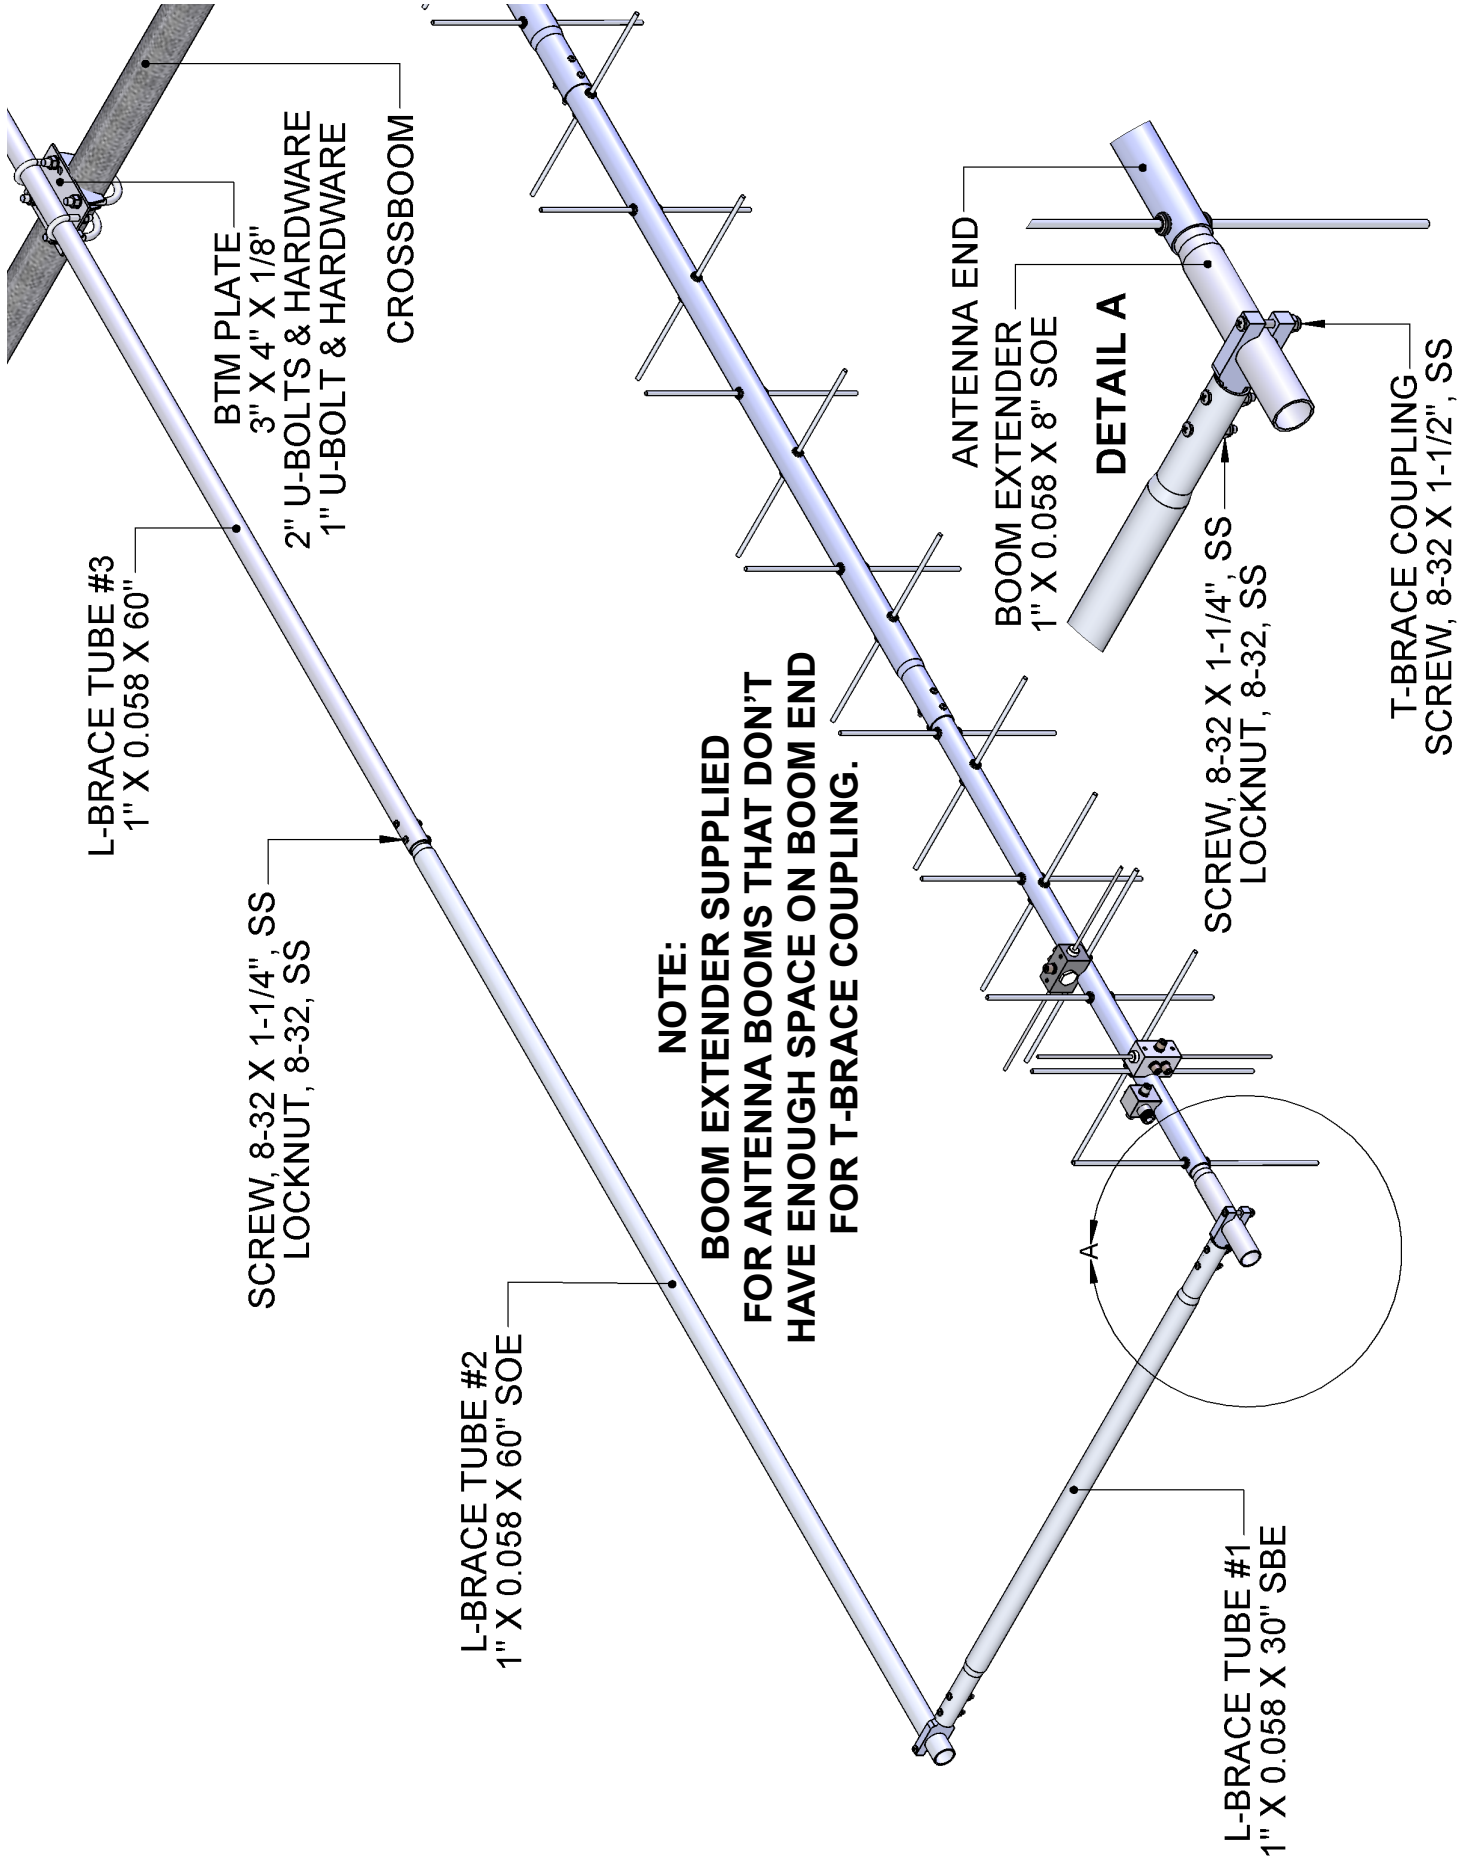 L-BRACE TUBE #3
1" X 0.058 X 60"
BTM PLATE
3" X 4" X 1/8"
2" U-BOLTS & HARDWARE
1" U-BOLT & HARDWARE
CROSSBOOM
SCREW, 8-32 X 1-1/4", SS
LOCKNUT, 8-32, SS
L-BRACE TUBE #2
1" X 0.058 X 60" SOE
NOTE:
BOOM EXTENDER SUPPLIED
FOR ANTENNA BOOMS THAT DON'T
HAVE ENOUGH SPACE ON BOOM END
FOR T-BRACE COUPLING.
ANTENNA END
BOOM EXTENDER
1" X 0.058 X 8" SOE
DETAIL A
A
SCREW, 8-32 X 1-1/4", SS
LOCKNUT, 8-32, SS
T-BRACE COUPLING
SCREW, 8-32 X 1-1/2", SS
L-BRACE TUBE #1
1" X 0.058 X 30" SBE